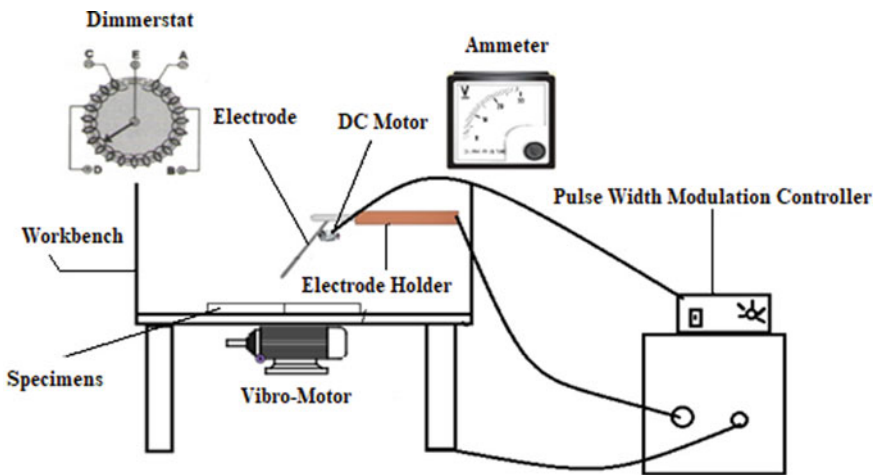 Dimmerstat
C E A
D B
Ammeter
V
Electrode
DC Motor
Pulse Width Modulation Controller
Workbench
Electrode Holder
Specimens
Vibro-Motor